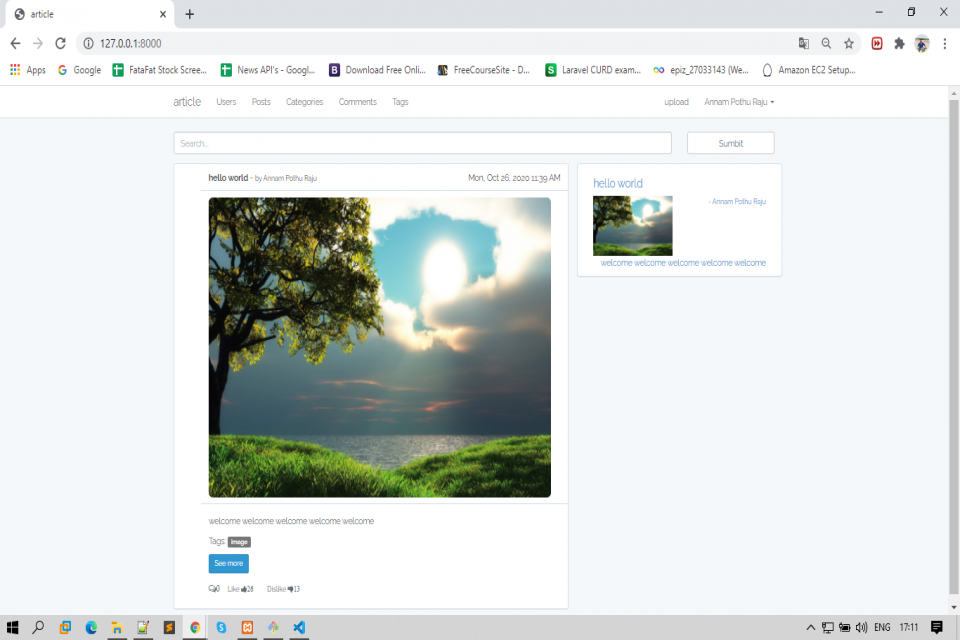 article
127.0.0.1:8000
Apps Google FataFat Stock Scree... News API's - Googl... Download Free Onli... FreeCourseSite - D... Laravel CURD exam... epiz_27033143 (We... Amazon EC2 Setup...
article Users Posts Categories Comments Tags upload Annam Pothu Raju
Search... Sumbit
hello world - by Annam Pothu Raju Mon, Oct 26, 2020 11:39 AM
hello world
- Annam Pothu Raju
welcome welcome welcome welcome welcome
welcome welcome welcome welcome welcome
Tags: image
See more
0 Like 28 Dislike 13
ENG 17:11